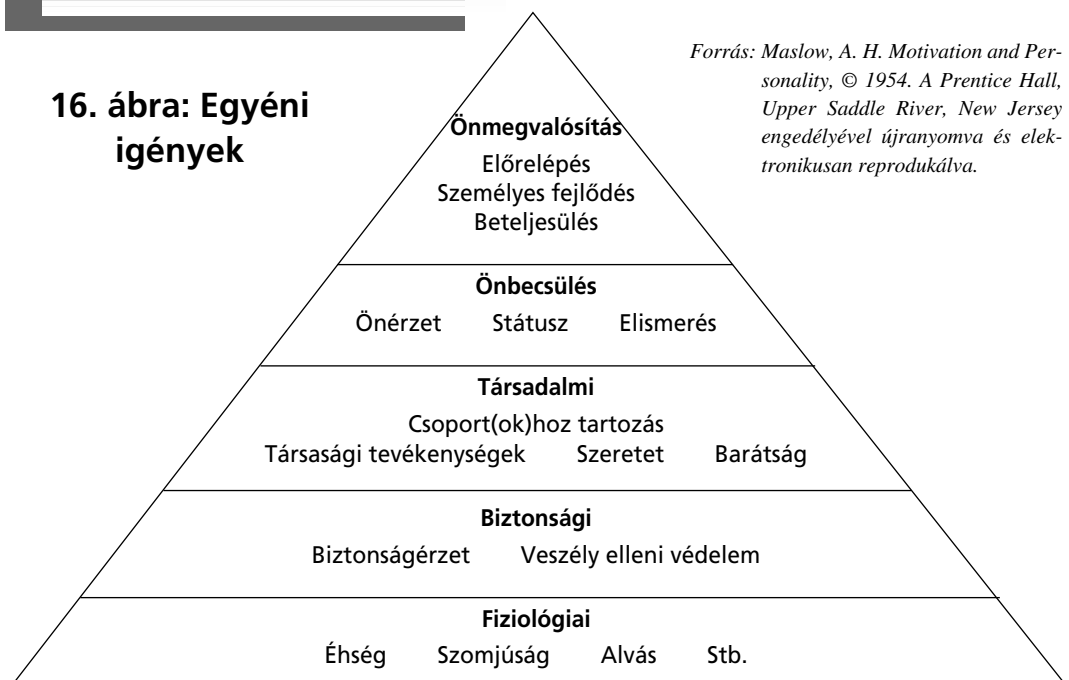 16. ábra: Egyéni
igények
Forrás: Maslow, A. H. Motivation and Per-
sonality, © 1954. A Prentice Hall,
Upper Saddle River, New Jersey
engedélyével újranyomva és elek-
tronikusan reprodukálva.
Önmegvalósítás
Előrelépés
Személyes fejlődés
Beteljesülés
Önbecsülés
Önérzet Státusz Elismerés
Társadalmi
Csoport(ok)hoz tartozás
Társasági tevékenységek Szeretet Barátság
Biztonsági
Biztonságérzet Veszély elleni védelem
Fiziológiai
Éhség Szomjúság Alvás Stb.